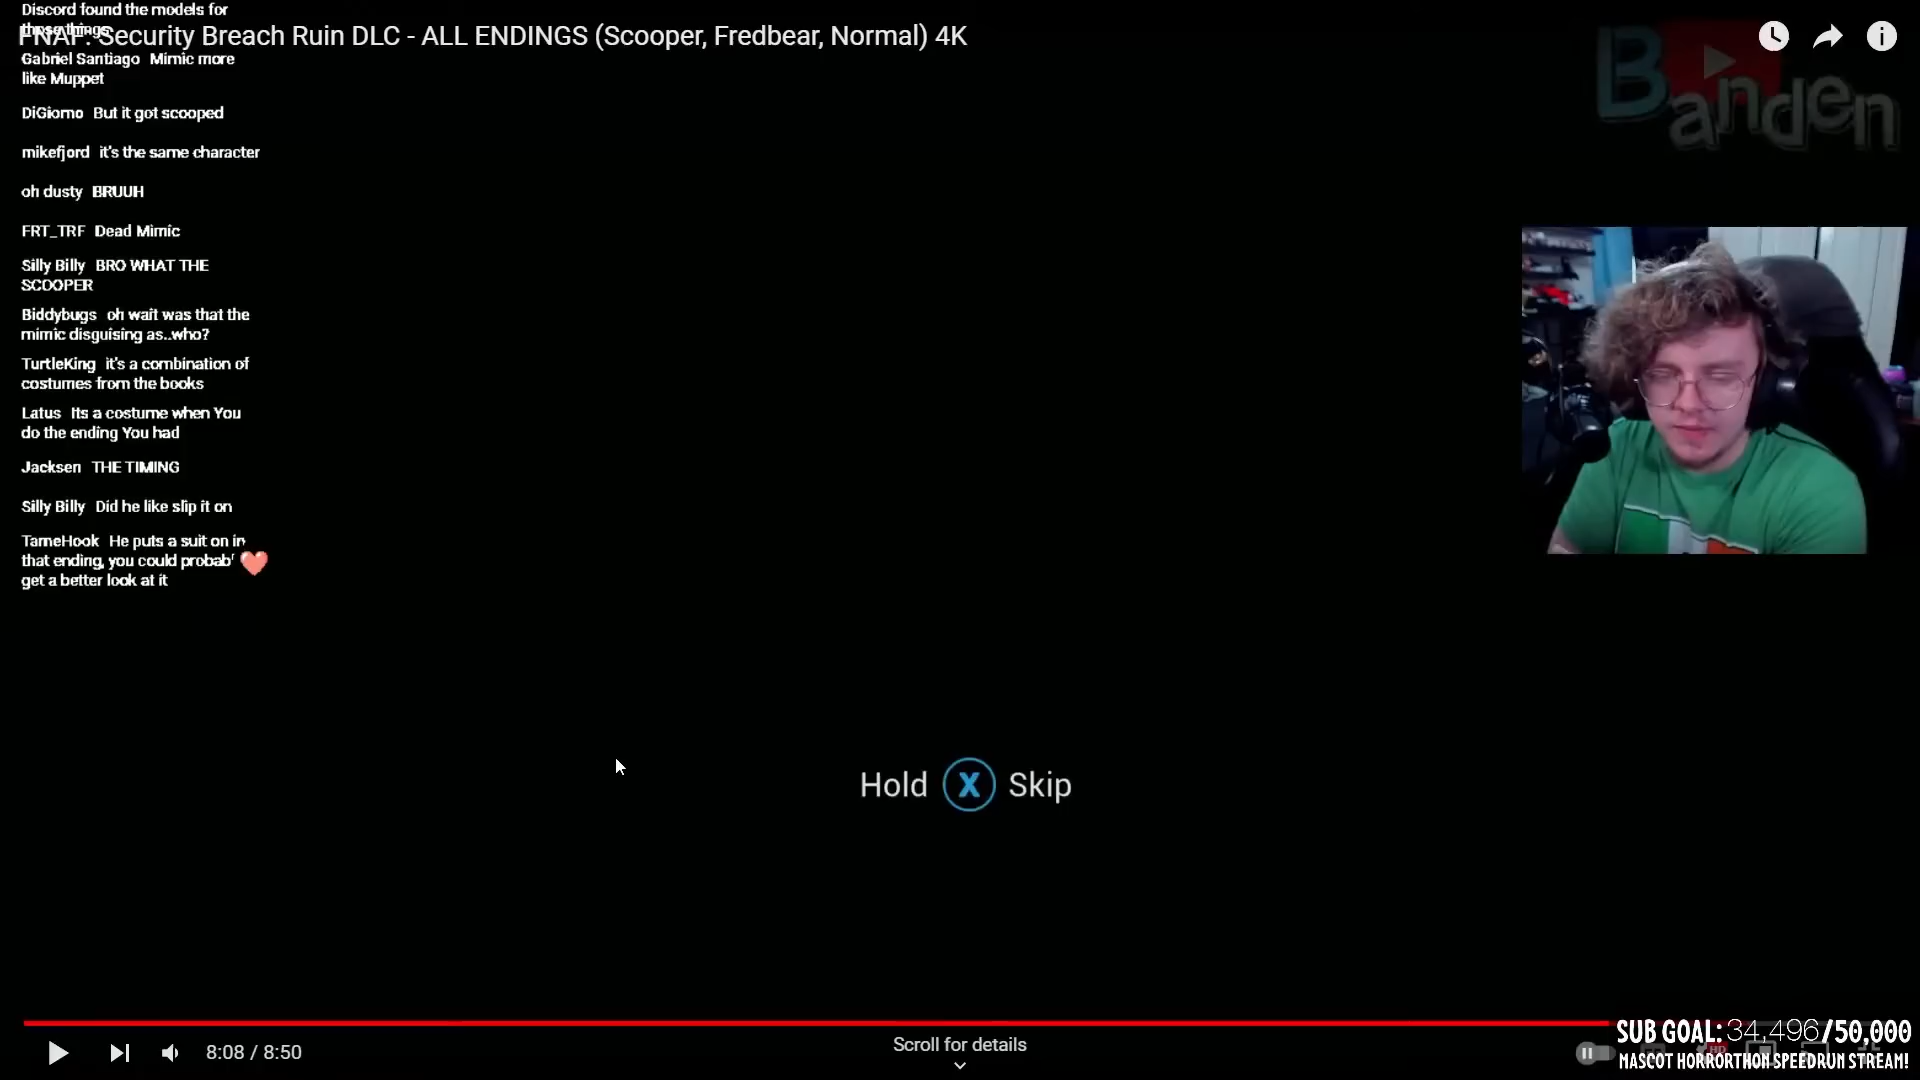 Discord found the models for
those things
FNAF: Security Breach Ruin DLC - ALL ENDINGS (Scooper, Fredbear, Normal) 4K
Gabriel Santiago Mimic more
like Muppet
DiGiorno But it got scooped
mikefjord it's the same character
oh dusty BRUUH
FRT_TRF Dead Mimic
Silly Billy BRO WHAT THE
SCOOPER
Biddybugs oh wait was that the
mimic disguising as..who?
TurtleKing it's a combination of
costumes from the books
Latus Its a costume when You
do the ending You had
Jacksen THE TIMING
Silly Billy Did he like slip it on
TameHook He puts a suit on in
that ending, you could probab
get a better look at it
Banden
Hold X Skip
8:08 / 8:50
Scroll for details
SUB GOAL: 34,496/50,000
MASCOT HORRORTHON SPEEDRUN STREAM!
HD